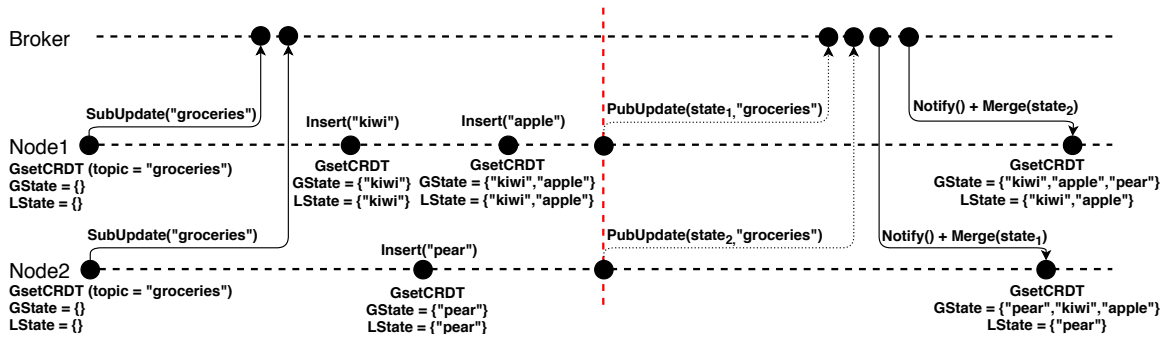 Broker
SubUpdate("groceries")
PubUpdate(state1,"groceries")
Notify() + Merge(state2)
Insert("kiwi")
Insert("apple")
Node1
GsetCRDT (topic = "groceries")
GState = {}
LState = {}
GsetCRDT
GState = {"kiwi"}
LState = {"kiwi"}
GsetCRDT
GState = {"kiwi","apple"}
LState = {"kiwi","apple"}
GsetCRDT
GState = {"kiwi","apple","pear"}
LState = {"kiwi","apple"}
SubUpdate("groceries")
Insert("pear")
PubUpdate(state2,"groceries")
Notify() + Merge(state1)
Node2
GsetCRDT (topic = "groceries")
GState = {}
LState = {}
GsetCRDT
GState = {"pear"}
LState = {"pear"}
GsetCRDT
GState = {"pear","kiwi","apple"}
LState = {"pear"}